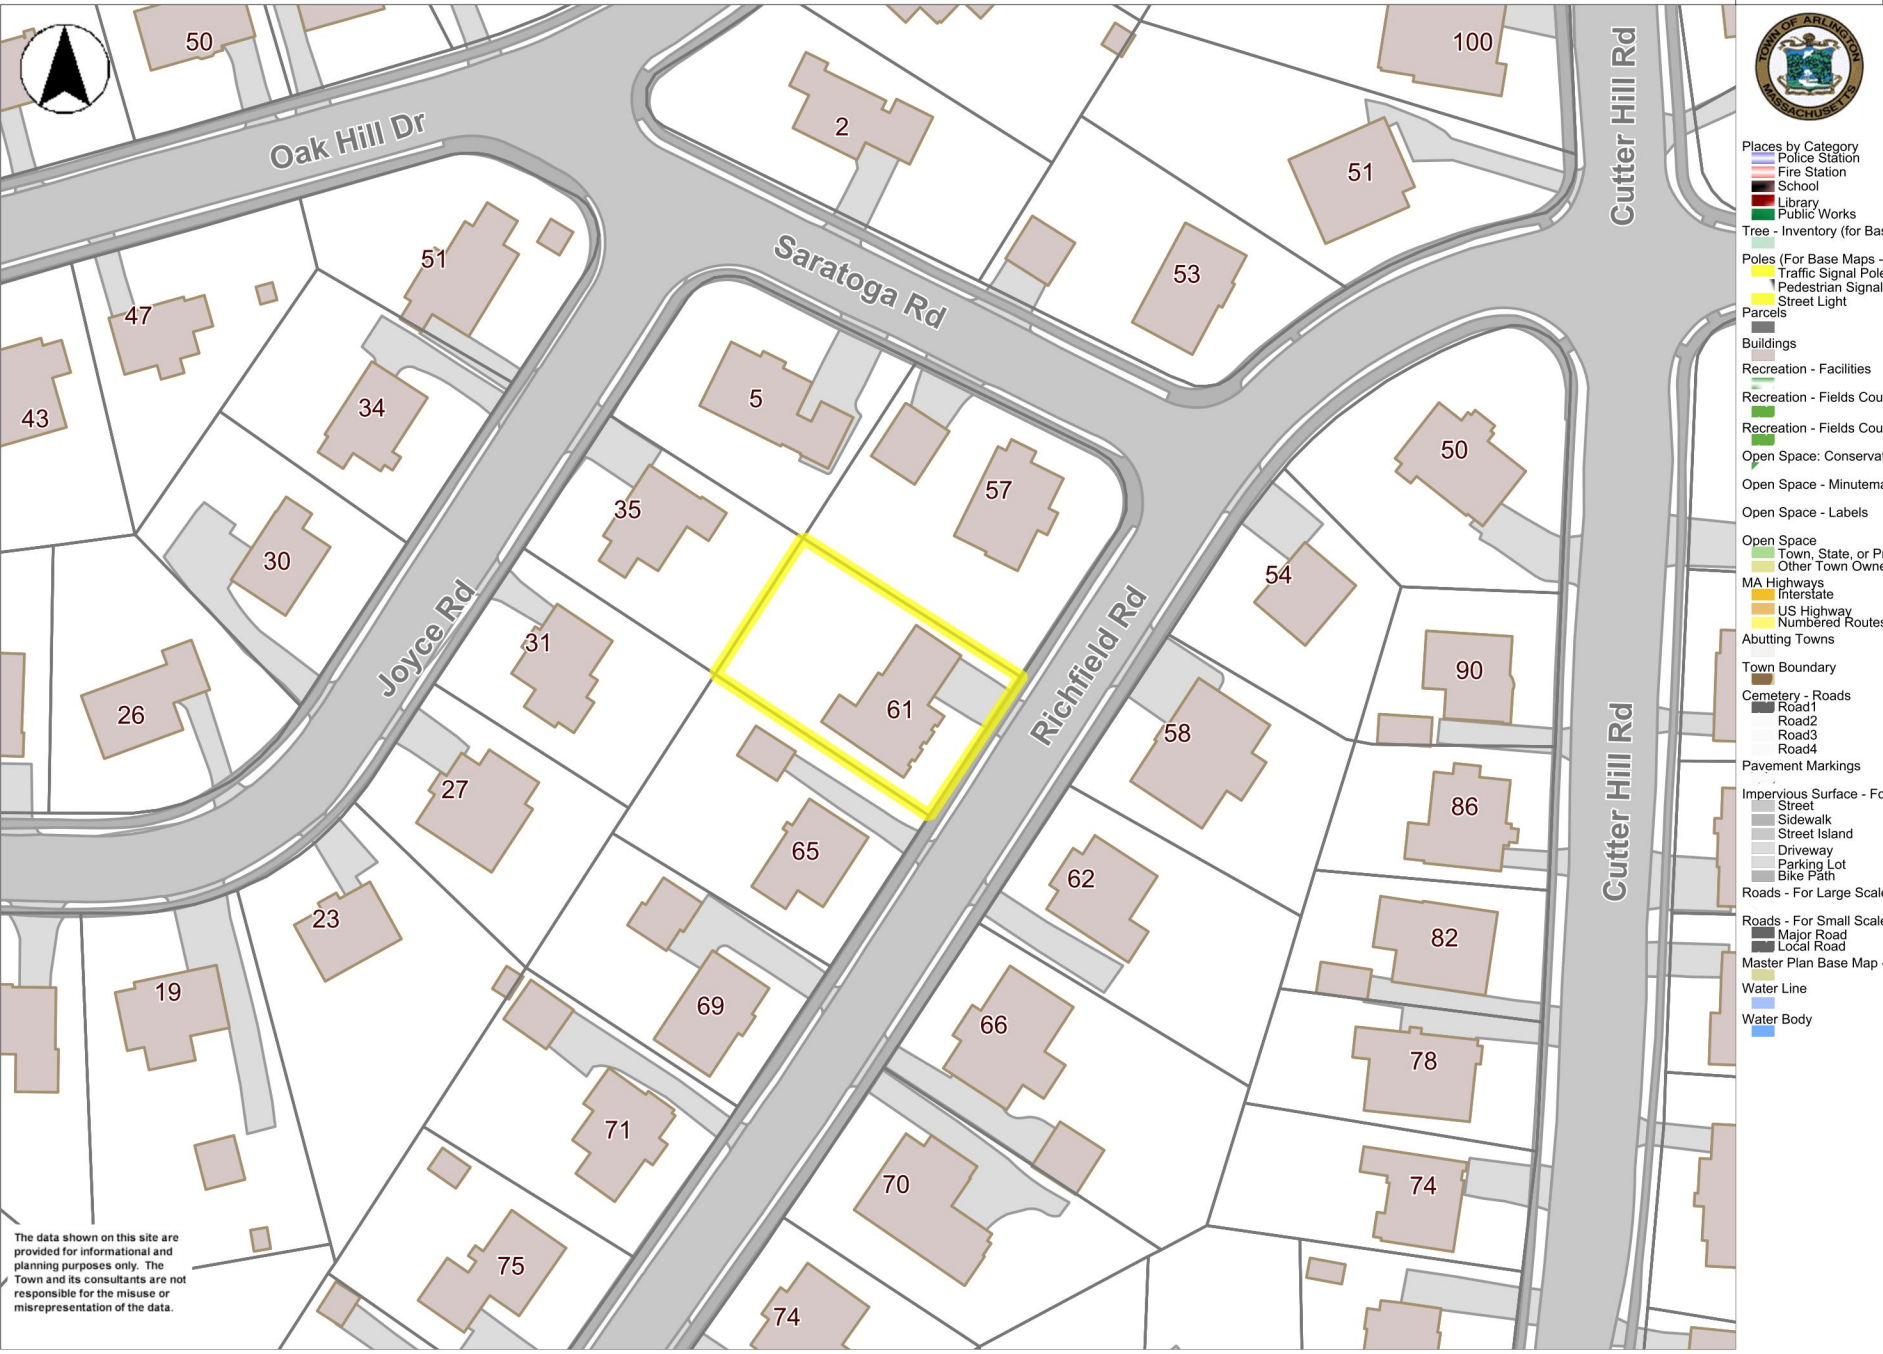 50
100
Oak Hill Dr
2
Cutter Hill Rd
51
51
Saratoga Rd
53
47
34
5
43
35
57
50
30
54
Joyce Rd
31
Richfield Rd
90
26
61
58
27
86
65
Cutter Hill Rd
62
23
82
19
69
66
78
71
70
74
75
74
The data shown on this site are
provided for informational and
planning purposes only. The
Town and its consultants are not
responsible for the misuse or
misrepresentation of the data.
TOWN OF ARLINGTON
MASSACHUSETTS
Places by Category
Police Station
Fire Station
School
Library
Public Works
Tree - Inventory (for Bas
Poles (For Base Maps -
Traffic Signal Pole
Pedestrian Signal
Street Light
Parcels
Buildings
Recreation - Facilities
Recreation - Fields Cou
Recreation - Fields Cou
Open Space: Conserva
Open Space - Minutema
Open Space - Labels
Open Space
Town, State, or Pr
Other Town Owne
MA Highways
Interstate
US Highway
Numbered Routes
Abutting Towns
Town Boundary
Cemetery - Roads
Road1
Road2
Road3
Road4
Pavement Markings
Impervious Surface - Fo
Street
Sidewalk
Street Island
Driveway
Parking Lot
Bike Path
Roads - For Large Scale
Roads - For Small Scale
Major Road
Local Road
Master Plan Base Map -
Water Line
Water Body